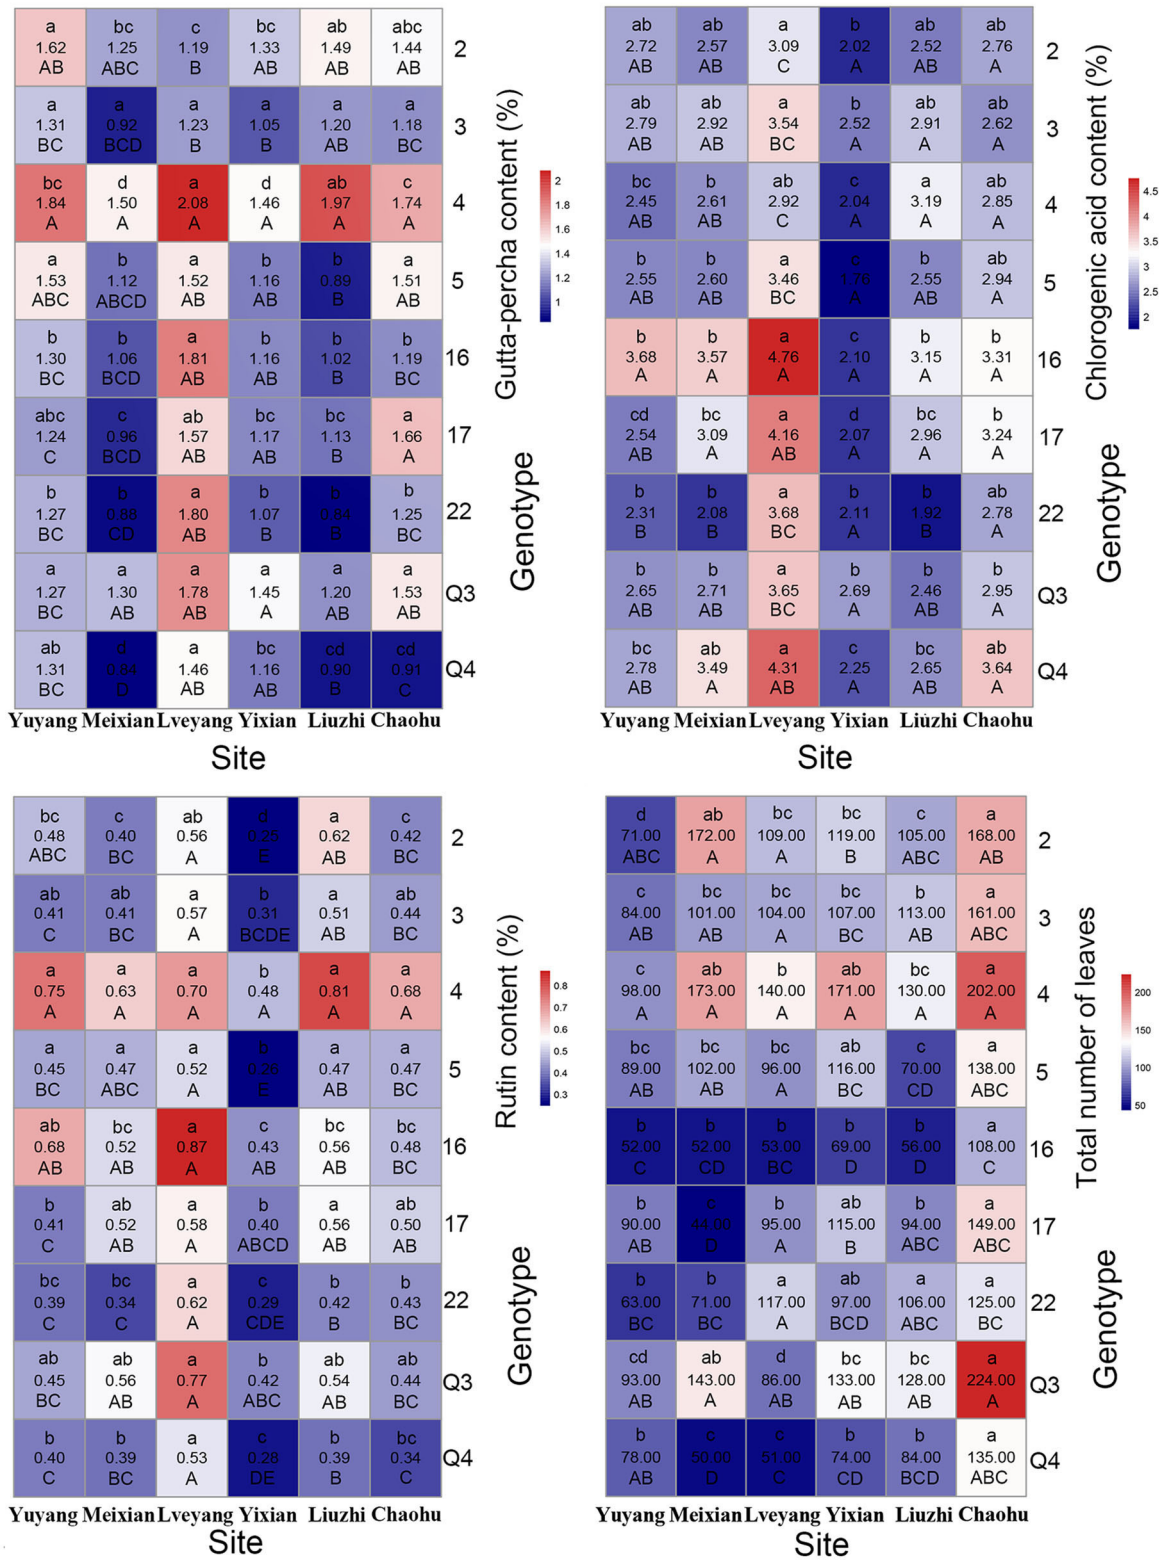 a bc c bc ab abc
1.62 1.25 1.19 1.33 1.49 1.44 2
AB ABC B AB AB AB
a a a a a a
1.31 0.92 1.23 1.05 1.20 1.18 3
BC BCD B B AB BC
bc d a d ab c
1.84 1.50 2.08 1.46 1.97 1.74 4
A A A A A A
a b a b b a
1.53 1.12 1.52 1.16 0.89 1.51 5
ABC ABCD AB AB B AB
b b a b b b
1.30 1.06 1.81 1.16 1.02 1.19 16
BC BCD AB AB B BC
abc c ab bc bc a
1.24 0.96 1.57 1.17 1.13 1.66 17
C BCD AB AB B A
b b a b b b
1.27 0.88 1.80 1.07 0.84 1.25 22
BC CD AB B B BC
a a a a a a
1.27 1.30 1.78 1.45 1.20 1.53 Q3
BC AB AB A AB AB
ab d a bc cd cd
1.31 0.84 1.46 1.16 0.90 0.91 Q4
BC D AB AB B C
Yuyang Meixian Lveyang Yixian Liuzhi Chaohu
Site
Genotype
Gutta-percha content (%)
2
1.8
1.6
1.4
1.2
1
ab ab a b ab ab
2.72 2.57 3.09 2.02 2.52 2.76 2
AB AB C A AB A
ab ab a b ab ab
2.79 2.92 3.54 2.52 2.91 2.62 3
AB AB BC A A A
bc b ab c a ab
2.45 2.61 2.92 2.04 3.19 2.85 4
AB AB C A A A
b b a c b ab
2.55 2.60 3.46 1.76 2.55 2.94 5
AB AB BC A AB A
b b a c b b
3.68 3.57 4.76 2.10 3.15 3.31 16
A A A A A A
cd bc a d bc b
2.54 3.09 4.16 2.07 2.96 3.24 17
AB A AB A A A
b b a b b ab
2.31 2.08 3.68 2.11 1.92 2.78 22
B B BC A B A
b b a b b b
2.65 2.71 3.65 2.69 2.46 2.95 Q3
AB AB BC A AB A
bc ab a c bc ab
2.78 3.49 4.31 2.25 2.65 3.64 Q4
AB A AB A AB A
Yuyang Meixian Lveyang Yixian Liuzhi Chaohu
Site
Genotype
Chlorogenic acid content (%)
4.5
3.5
3
2.5
2
bc c ab d a c
0.48 0.40 0.56 0.25 0.62 0.42 2
ABC BC A E AB BC
ab ab a b a ab
0.41 0.41 0.57 0.31 0.51 0.44 3
C BC A BCDE AB BC
a a a b a a
0.75 0.63 0.70 0.48 0.81 0.68 4
A A A A A A
a a a b a a
0.45 0.47 0.52 0.26 0.47 0.47 5
BC ABC A E AB BC
ab bc a c bc bc
0.68 0.52 0.87 0.43 0.56 0.48 16
AB AB A AB AB BC
b ab a b a ab
0.41 0.52 0.58 0.40 0.56 0.50 17
C AB A ABCD AB AB
bc bc a c b b
0.39 0.34 0.62 0.29 0.42 0.43 22
C C A CDE B BC
ab ab a b ab ab
0.45 0.56 0.77 0.42 0.54 0.44 Q3
BC AB A ABC AB BC
b b a c b bc
0.40 0.39 0.53 0.28 0.39 0.34 Q4
C BC A DE B C
Yuyang Meixian Lveyang Yixian Liuzhi Chaohu
Site
Genotype
Rutin content (%)
0.8
0.7
0.6
0.5
0.4
0.3
d ab bc bc c a
71.00 172.00 109.00 119.00 105.00 168.00 2
ABC A A B ABC AB
c bc bc bc b a
84.00 101.00 104.00 107.00 113.00 161.00 3
AB AB A BC AB ABC
c ab b ab bc a
98.00 173.00 140.00 171.00 130.00 202.00 4
A A A A A A
bc bc bc ab c a
89.00 102.00 96.00 116.00 70.00 138.00 5
AB AB A BC CD ABC
b b b b b a
52.00 52.00 53.00 69.00 56.00 108.00 16
C CD BC D D C
b c b ab b a
90.00 44.00 95.00 115.00 94.00 149.00 17
AB D A B ABC ABC
b b a ab a a
63.00 71.00 117.00 97.00 106.00 125.00 22
BC BC A BCD ABC BC
cd ab d bc bc a
93.00 143.00 86.00 133.00 128.00 224.00 Q3
AB A AB AB AB A
b c c b b a
78.00 50.00 51.00 74.00 84.00 135.00 Q4
AB D C CD BCD ABC
Yuyang Meixian Lveyang Yixian Liuzhi Chaohu
Site
Genotype
Total number of leaves
200
150
100
50